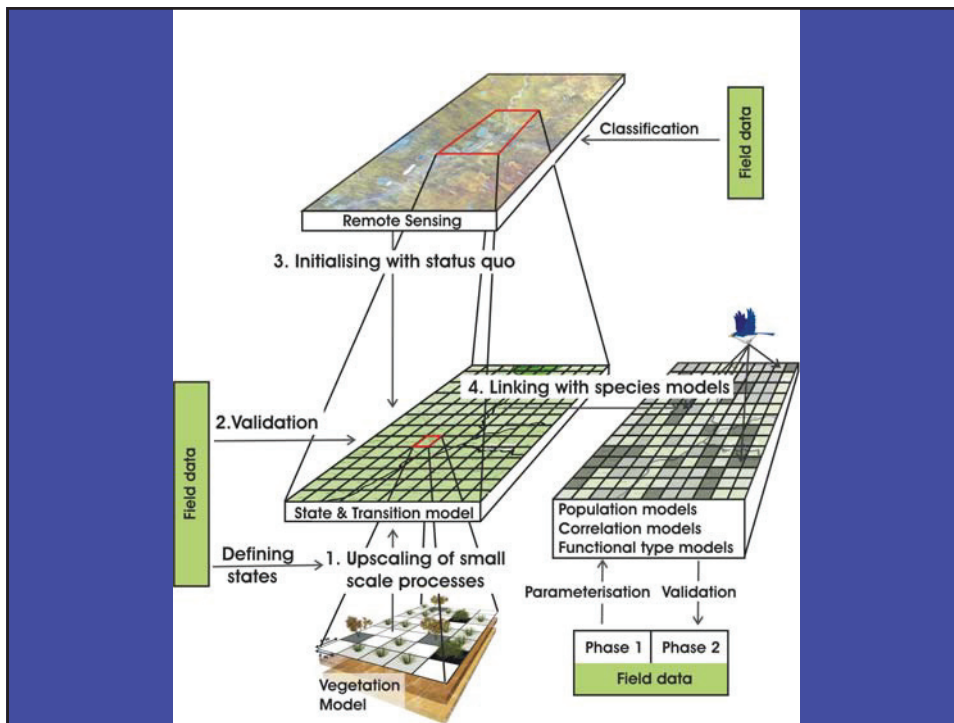 Classification
Field data
Remote Sensing
3. Initialising with status quo
4. Linking with species models
2.Validation
Field data
State & Transition model
Population models
Correlation models
Functional type models
Defining
states
1. Upscaling of small
scale processes
Parameterisation
Validation
Phase 1
Phase 2
Field data
Vegetation
Model